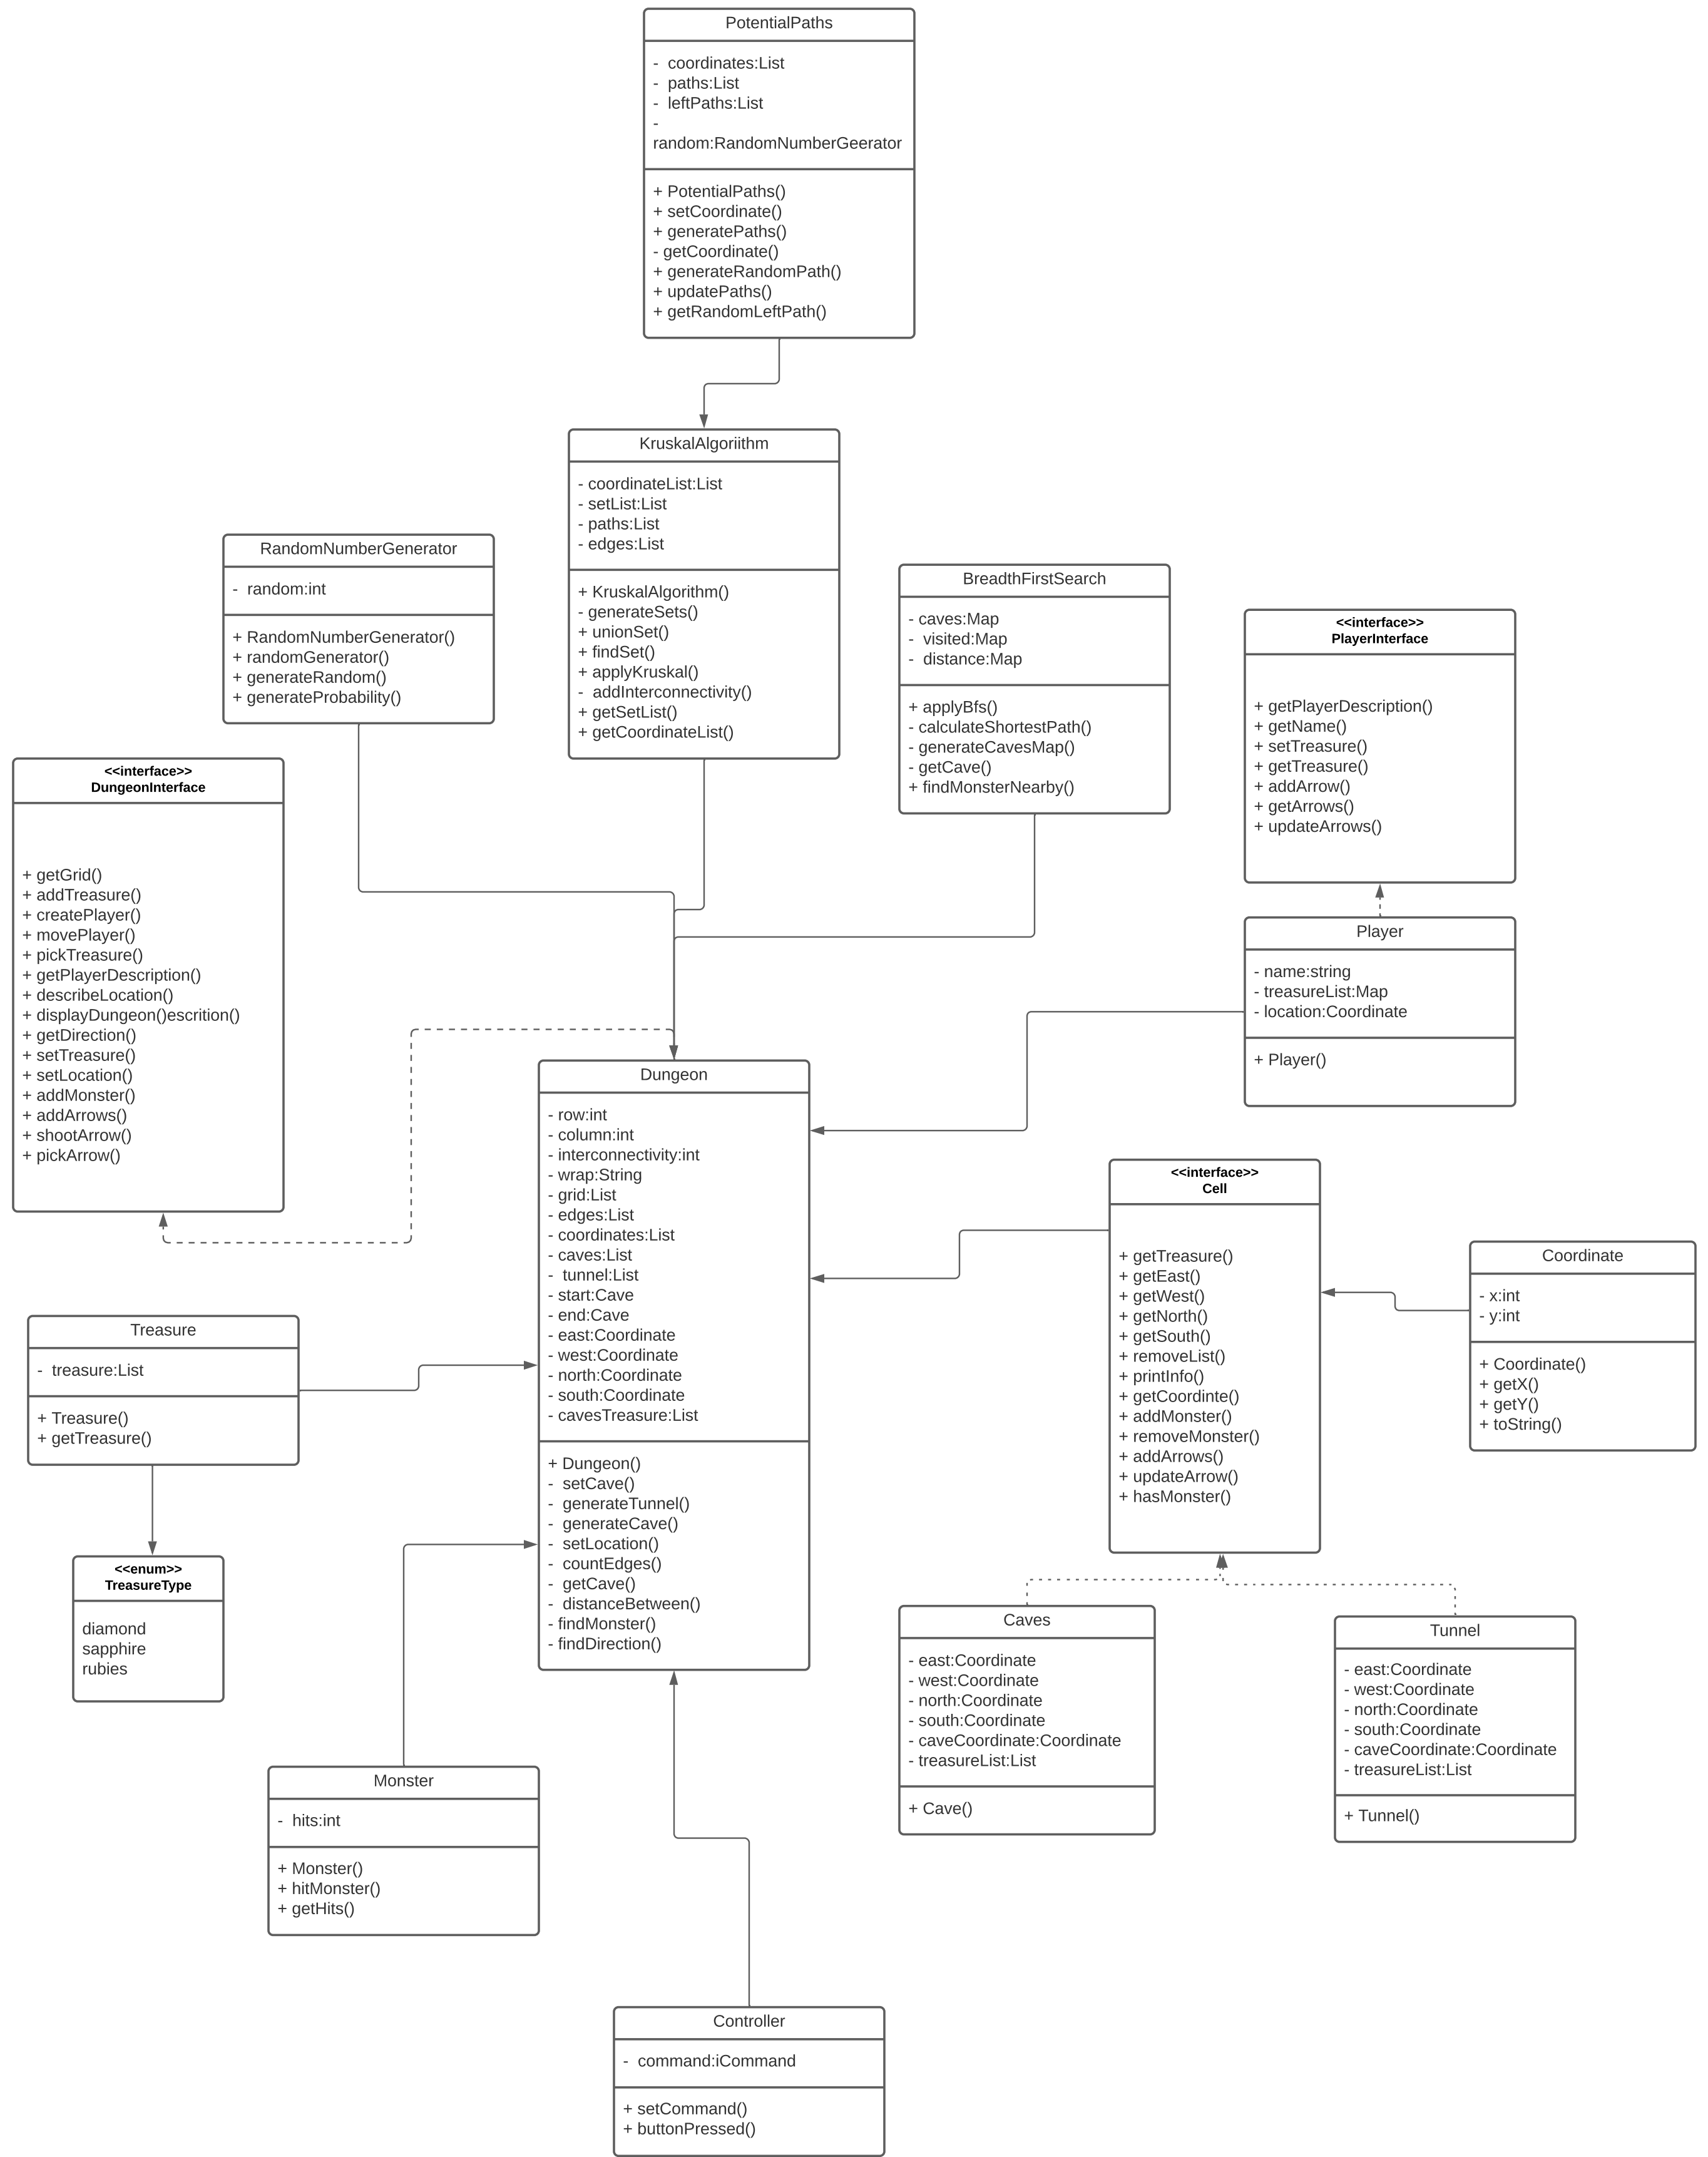 PotentialPaths
-  coordinates:List
-  paths:List
-  leftPaths:List
-
random:RandomNumberGeerator
+ PotentialPaths()
+ setCoordinate()
+ generatePaths()
- getCoordinate()
+ generateRandomPath()
+ updatePaths()
+ getRandomLeftPath()
KruskalAlgoriithm
- coordinateList:List
- setList:List
- paths:List
- edges:List
+ KruskalAlgorithm()
- generateSets()
+ unionSet()
+ findSet()
+ applyKruskal()
-  addInterconnectivity()
+ getSetList()
+ getCoordinateList()
RandomNumberGenerator
-  random:int
+ RandomNumberGenerator()
+ randomGenerator()
+ generateRandom()
+ generateProbability()
BreadthFirstSearch
- caves:Map
-  visited:Map
-  distance:Map
+ applyBfs()
- calculateShortestPath()
- generateCavesMap()
- getCave()
+ findMonsterNearby()
<<interface>>
PlayerInterface
+ getPlayerDescription()
+ getName()
+ setTreasure()
+ getTreasure()
+ addArrow()
+ getArrows()
+ updateArrows()
<<interface>>
DungeonInterface
+ getGrid()
+ addTreasure()
+ createPlayer()
+ movePlayer()
+ pickTreasure()
+ getPlayerDescription()
+ describeLocation()
+ displayDungeon()escrition()
+ getDirection()
+ setTreasure()
+ setLocation()
+ addMonster()
+ addArrows()
+ shootArrow()
+ pickArrow()
Player
- name:string
- treasureList:Map
- location:Coordinate
+ Player()
Dungeon
- row:int
- column:int
- interconnectivity:int
- wrap:String
- grid:List
- edges:List
- coordinates:List
- caves:List
-  tunnel:List
- start:Cave
- end:Cave
- east:Coordinate
- west:Coordinate
- north:Coordinate
- south:Coordinate
- cavesTreasure:List
+ Dungeon()
-  setCave()
-  generateTunnel()
-  generateCave()
-  setLocation()
-  countEdges()
-  getCave()
-  distanceBetween()
- findMonster()
- findDirection()
<<interface>>
Cell
+ getTreasure()
+ getEast()
+ getWest()
+ getNorth()
+ getSouth()
+ removeList()
+ printInfo()
+ getCoordinte()
+ addMonster()
+ removeMonster()
+ addArrows()
+ updateArrow()
+ hasMonster()
Coordinate
- x:int
- y:int
+ Coordinate()
+ getX()
+ getY()
+ toString()
Treasure
-  treasure:List
+ Treasure()
+ getTreasure()
<<enum>>
TreasureType
diamond
sapphire
rubies
Caves
- east:Coordinate
- west:Coordinate
- north:Coordinate
- south:Coordinate
- caveCoordinate:Coordinate
- treasureList:List
+ Cave()
Tunnel
- east:Coordinate
- west:Coordinate
- north:Coordinate
- south:Coordinate
- caveCoordinate:Coordinate
- treasureList:List
+ Tunnel()
Monster
-  hits:int
+ Monster()
+ hitMonster()
+ getHits()
Controller
-  command:iCommand
+ setCommand()
+ buttonPressed()